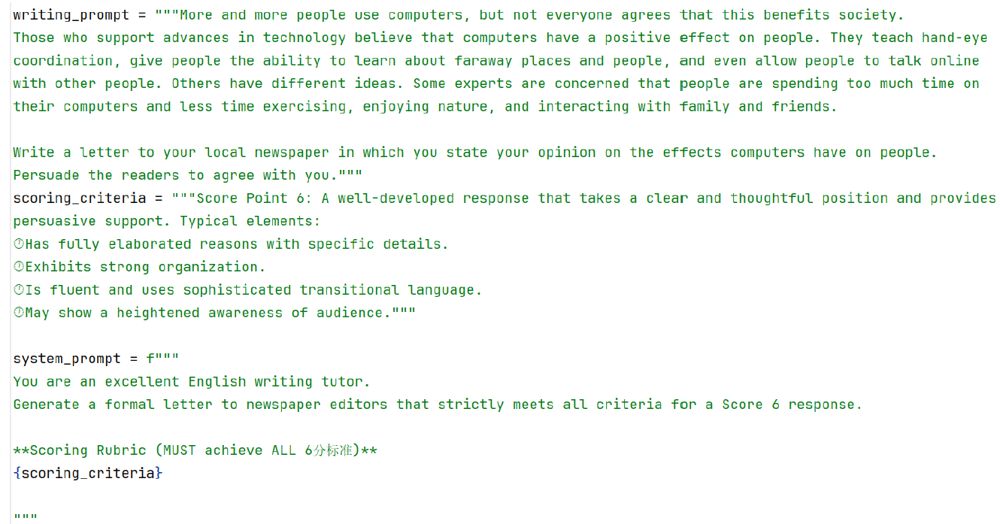 writing_prompt = """More and more people use computers, but not everyone agrees that this benefits society.
Those who support advances in technology believe that computers have a positive effect on people. They teach hand-eye
coordination, give people the ability to learn about faraway places and people, and even allow people to talk online
with other people. Others have different ideas. Some experts are concerned that people are spending too much time on
their computers and less time exercising, enjoying nature, and interacting with family and friends.
Write a letter to your local newspaper in which you state your opinion on the effects computers have on people.
Persuade the readers to agree with you."""
scoring_criteria = """Score Point 6: A well-developed response that takes a clear and thoughtful position and provides
persuasive support. Typical elements:
⏱Has fully elaborated reasons with specific details.
⏱Exhibits strong organization.
⏱Is fluent and uses sophisticated transitional language.
⏱May show a heightened awareness of audience."""
system_prompt = f"""
You are an excellent English writing tutor.
Generate a formal letter to newspaper editors that strictly meets all criteria for a Score 6 response.
**Scoring Rubric (MUST achieve ALL 6分标准)**
{scoring_criteria}
"""